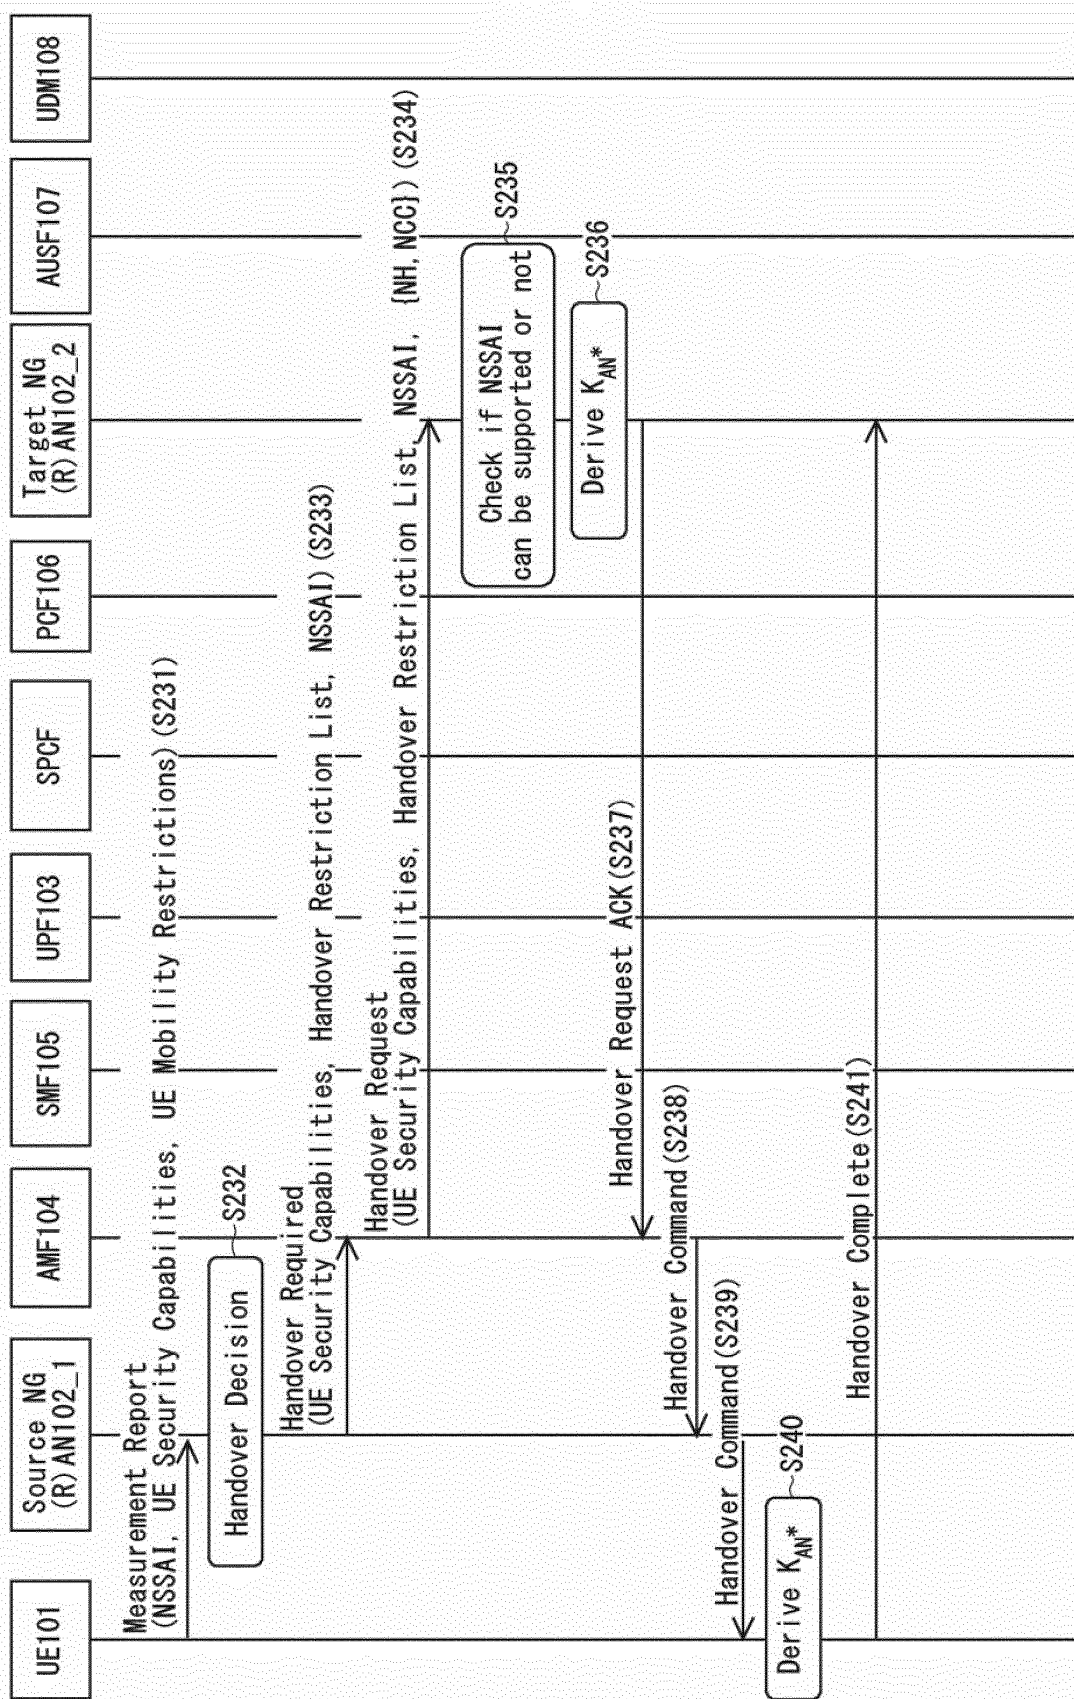 UE101
Source NG
(R)AN102_1
AMF104
SMF105
UPF103
SPCF
PCF106
Target NG
(R)AN102_2
AUSF107
UDM108
Measurement Report
(NSSAI, UE Security Capabilities, UE Mobility Restrictions)(S231)
Handover Decision
S232
Handover Required
(UE Security Capabilities, Handover Restriction List, NSSAI)(S233)
Handover Request
(UE Security Capabilities, Handover Restriction List, NSSAI, {NH, NCC})(S234)
Check if NSSAI
can be supported or not
S235
Derive KAN*
S236
Handover Request ACK(S237)
Handover Command(S238)
Handover Command(S239)
Derive KAN*
S240
Handover Complete(S241)